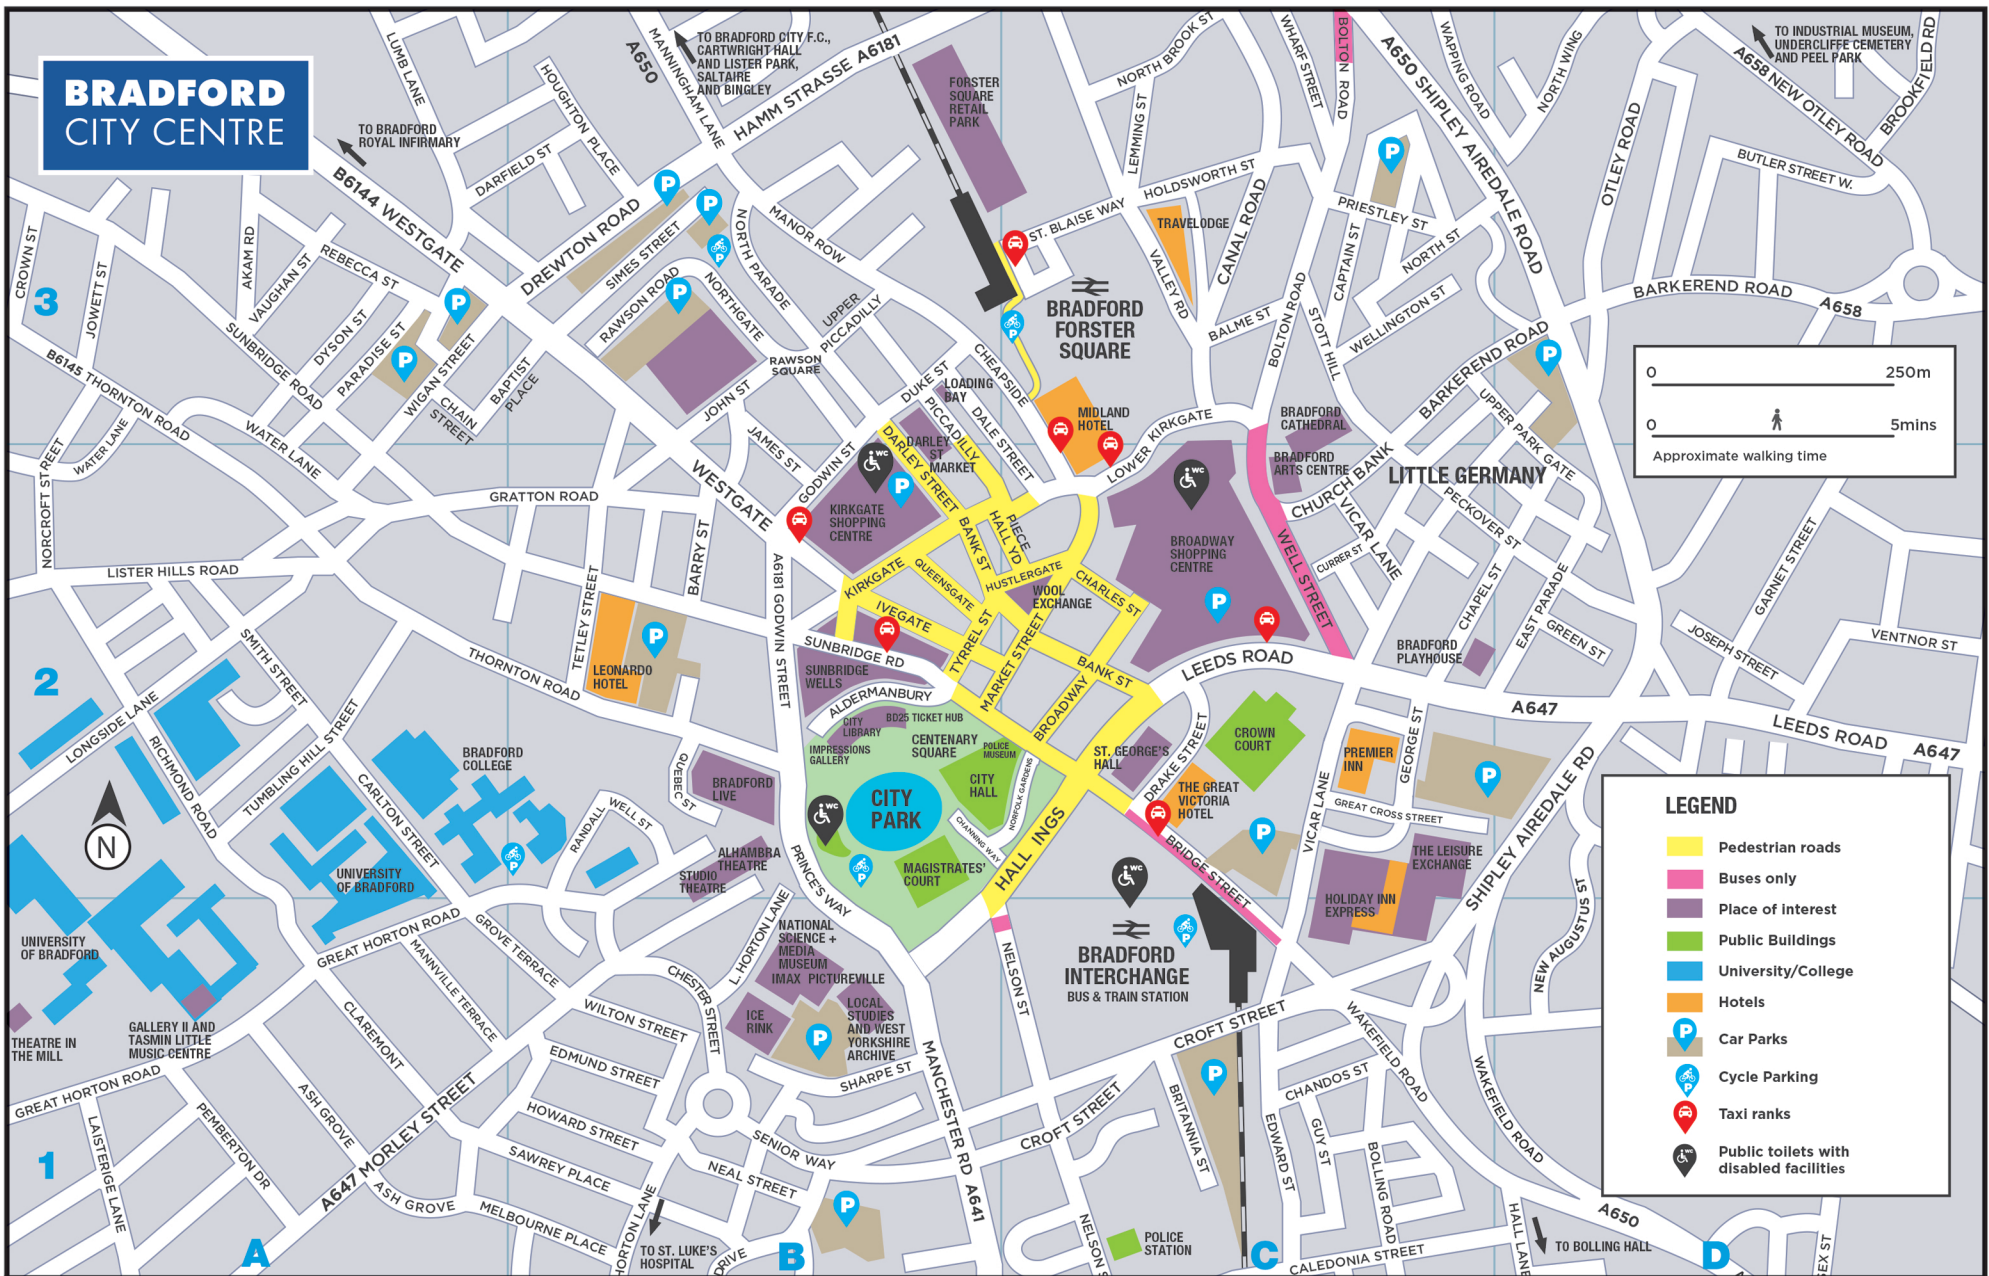 BRADFORD
CITY CENTRE
TO BRADFORD
ROYAL INFIRMARY
TO BRADFORD CITY F.C.,
CARTWRIGHT HALL
AND LISTER PARK,
SALTAIRE
AND BINGLEY
TO INDUSTRIAL MUSEUM,
UNDERCLIFFE CEMETERY
AND PEEL PARK
LUMB LANE
A650
MANNINGHAM LANE
HAMM STRASSE A6181
HOUGHTON PLACE
DARFIELD ST
B6144 WESTGATE
DREWTON ROAD
SIMES STREET
NORTH PARADE
MANOR ROW
RAWSON ROAD
NORTHGATE
UPPER
PICCADILLY
RAWSON
SQUARE
JOHN ST
JAMES ST
FORSTER
SQUARE
RETAIL
PARK
NORTH BROOK ST
LEMMING ST
WHARF STREET
BOLTON ROAD
A650 SHIPLEY AIREDALE ROAD
WAPPING ROAD
NORTH WING
A658 NEW OTLEY ROAD
BROOKFIELD RD
OTLEY ROAD
BUTLER STREET W.
HOLDSWORTH ST
ST. BLAISE WAY
TRAVELODGE
CANAL ROAD
VALLEY RD
PRIESTLEY ST
CAPTAIN ST
NORTH ST
WELLINGTON ST
STOTT HILL
BALME ST
BOLTON ROAD
BARKEREND ROAD
A658
BARKEREND ROAD
UPPER PARK GATE
3
CROWN ST
JOWETT ST
AKAM RD
VAUGHAN ST
REBECCA ST
DYSON ST
PARADISE ST
WIGAN STREET
CHAIN
STREET
BAPTIST
PLACE
SUNBRIDGE ROAD
B6145 THORNTON ROAD
WATER LANE
WATER LANE
NORCROFT STREET
BRADFORD
FORSTER
SQUARE
CHEAPSIDE
DUKE ST
LOADING
BAY
PICCADILLY
DALE STREET
DARLEY
ST
MARKET
DARLEY STREET
GODWIN ST
MIDLAND
HOTEL
LOWER KIRKGATE
BRADFORD
CATHEDRAL
BRADFORD
ARTS CENTRE
CHURCH BANK
LITTLE GERMANY
VICAR LANE
PECKOVER ST
CURRER ST
CHAPEL ST
EAST PARADE
GREEN ST
BRADFORD
PLAYHOUSE
WELL STREET
0
250m
0
5mins
Approximate walking time
GARNET STREET
JOSEPH STREET
VENTNOR ST
WESTGATE
GRATTON ROAD
BARRY ST
LISTER HILLS ROAD
TETLEY STREET
LEONARDO
HOTEL
THORNTON ROAD
A6181 GODWIN STREET
KIRKGATE
SHOPPING
CENTRE
KIRKGATE
BANK ST
PIECE
HALL YD
QUEENSGATE
HUSTLERGATE
WOOL
EXCHANGE
CHARLES ST
IVEGATE
TYRREL ST
MARKET STREET
BROADWAY
BANK ST
BROADWAY
SHOPPING
CENTRE
SUNBRIDGE RD
SUNBRIDGE
WELLS
ALDERMANBURY
CITY
LIBRARY
BD25 TICKET HUB
IMPRESSIONS
GALLERY
CENTENARY
SQUARE
POLICE
MUSEUM
CITY
HALL
CITY
PARK
MAGISTRATES'
COURT
CHANNING WAY
NORFOLK GARDENS
HALL INGS
ST. GEORGE'S
HALL
DRAKE STREET
THE GREAT
VICTORIA
HOTEL
CROWN
COURT
LEEDS ROAD
A647
LEEDS ROAD
A647
PREMIER
INN
GEORGE ST
GREAT CROSS STREET
VICAR LANE
HOLIDAY INN
EXPRESS
THE LEISURE
EXCHANGE
SHIPLEY AIREDALE RD
NEW AUGUSTUS ST
BRIDGE STREET
BRADFORD
INTERCHANGE
BUS & TRAIN STATION
2
LONGSIDE LANE
SMITH STREET
RICHMOND ROAD
TUMBLING HILL STREET
CARLTON STREET
BRADFORD
COLLEGE
UNIVERSITY
OF BRADFORD
RANDALL
WELL ST
QUEBEC ST
BRADFORD
LIVE
ALHAMBRA
THEATRE
STUDIO
THEATRE
PRINCE'S WAY
N
UNIVERSITY
OF BRADFORD
GREAT HORTON ROAD
GROVE TERRACE
MANNVILLE TERRACE
CLAREMONT
THEATRE IN
THE MILL
GALLERY II AND
TASMIN LITTLE
MUSIC CENTRE
GREAT HORTON ROAD
L. HORTON LANE
NATIONAL
SCIENCE +
MEDIA
MUSEUM
IMAX PICTUREVILLE
ICE
RINK
LOCAL
STUDIES
AND WEST
YORKSHIRE
ARCHIVE
CHESTER STREET
WILTON STREET
EDMUND STREET
HOWARD STREET
SAWREY PLACE
SHARPE ST
SENIOR WAY
NEAL STREET
MANCHESTER RD A641
NELSON ST
CROFT STREET
CROFT STREET
BRITANNIA ST
NELSON S
POLICE
STATION
EDWARD ST
CHANDOS ST
GUY ST
BOLLING ROAD
CALEDONIA STREET
WAKEFIELD ROAD
WAKEFIELD ROAD
A650
HALL LANE
TO BOLLING HALL
EX ST
1
LAISTERIGE LANE
PEMBERTON DR
ASH GROVE
ASH GROVE
A647 MORLEY STREET
MELBOURNE PLACE
HORTON LANE
TO ST. LUKE'S
HOSPITAL
DRIVE
A
B
C
D
LEGEND
Pedestrian roads
Buses only
Place of interest
Public Buildings
University/College
Hotels
P
Car Parks
Cycle Parking
Taxi ranks
WC
Public toilets with
disabled facilities